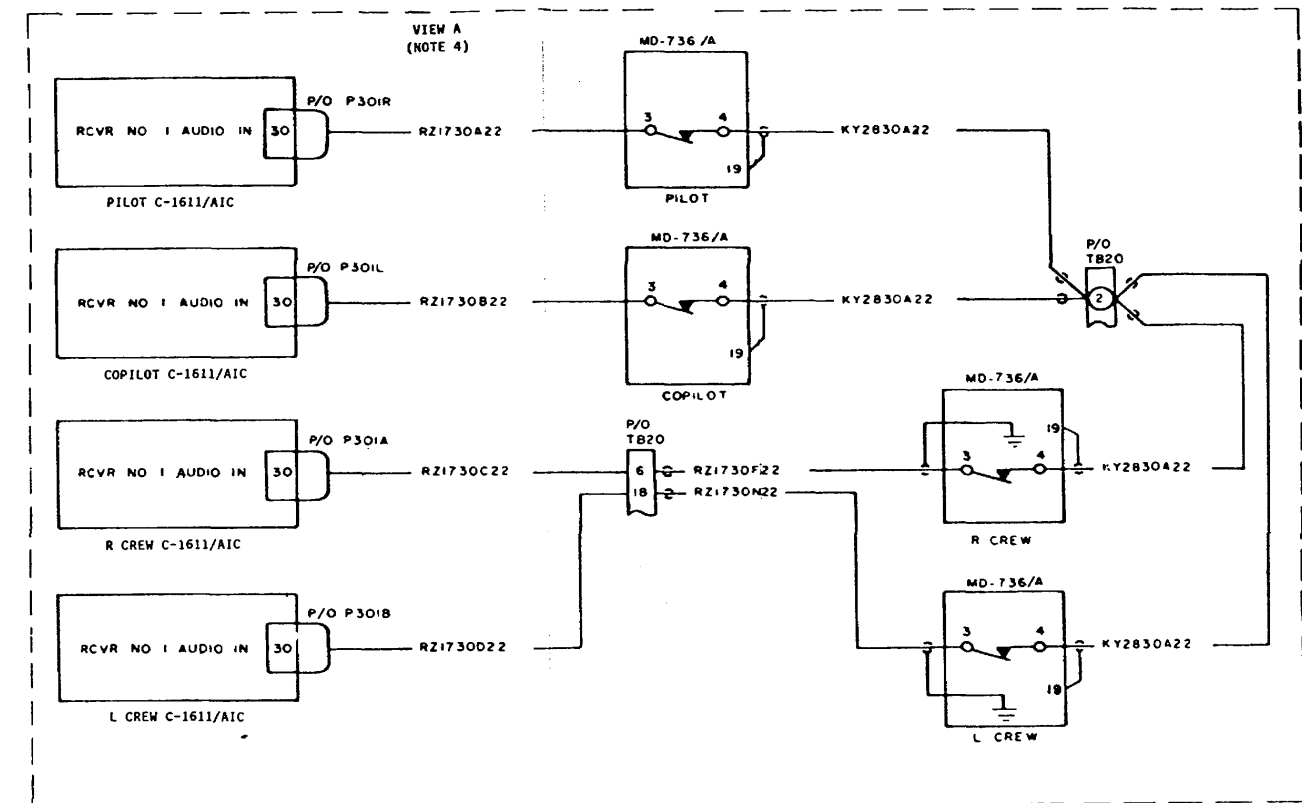 VIEW A
(NOTE 4)
MD-736/A
P/O P301R
RCVR NO 1 AUDIO IN
30
RZ1730A22
3
4
19
KY2830A22
PILOT C-1611/AIC
PILOT
MD-736/A
P/O P301L
RCVR NO 1 AUDIO IN
30
RZ1730B22
3
4
19
KY2830A22
P/O
TB20
2
COPILOT C-1611/AIC
COPILOT
MD-736/A
P/O P301A
RCVR NO 1 AUDIO IN
30
RZ1730C22
P/O
TB20
6
RZ1730F22
18
RZ1730N22
3
4
19
KY2830A22
R CREW C-1611/AIC
R CREW
MD-736/A
P/O P301B
RCVR NO 1 AUDIO IN
30
RZ1730D22
3
4
KY2830A22
19
L CREW C-1611/AIC
L CREW